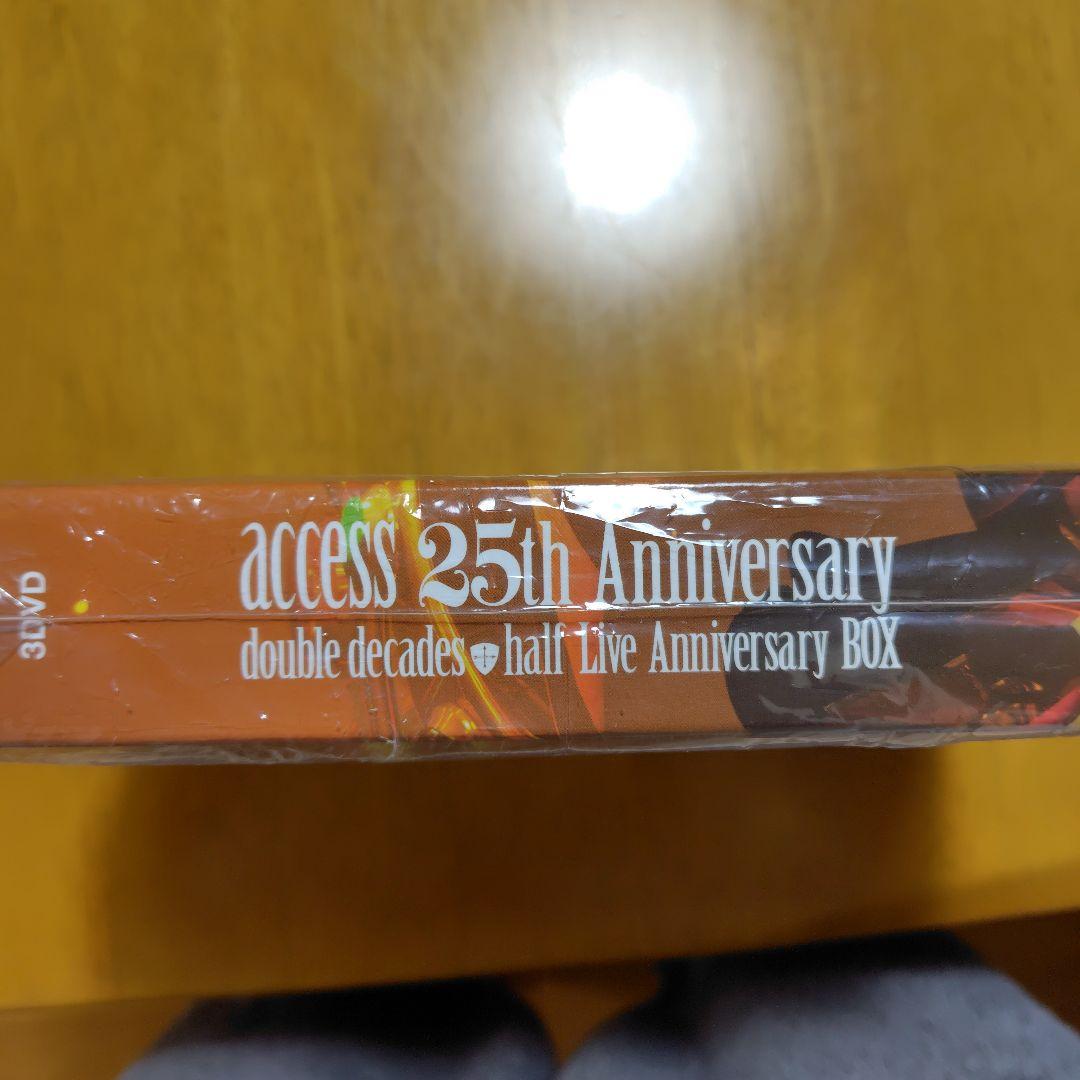 3DVD
access 25th Anniversary
double decades half Live Anniversary BOX